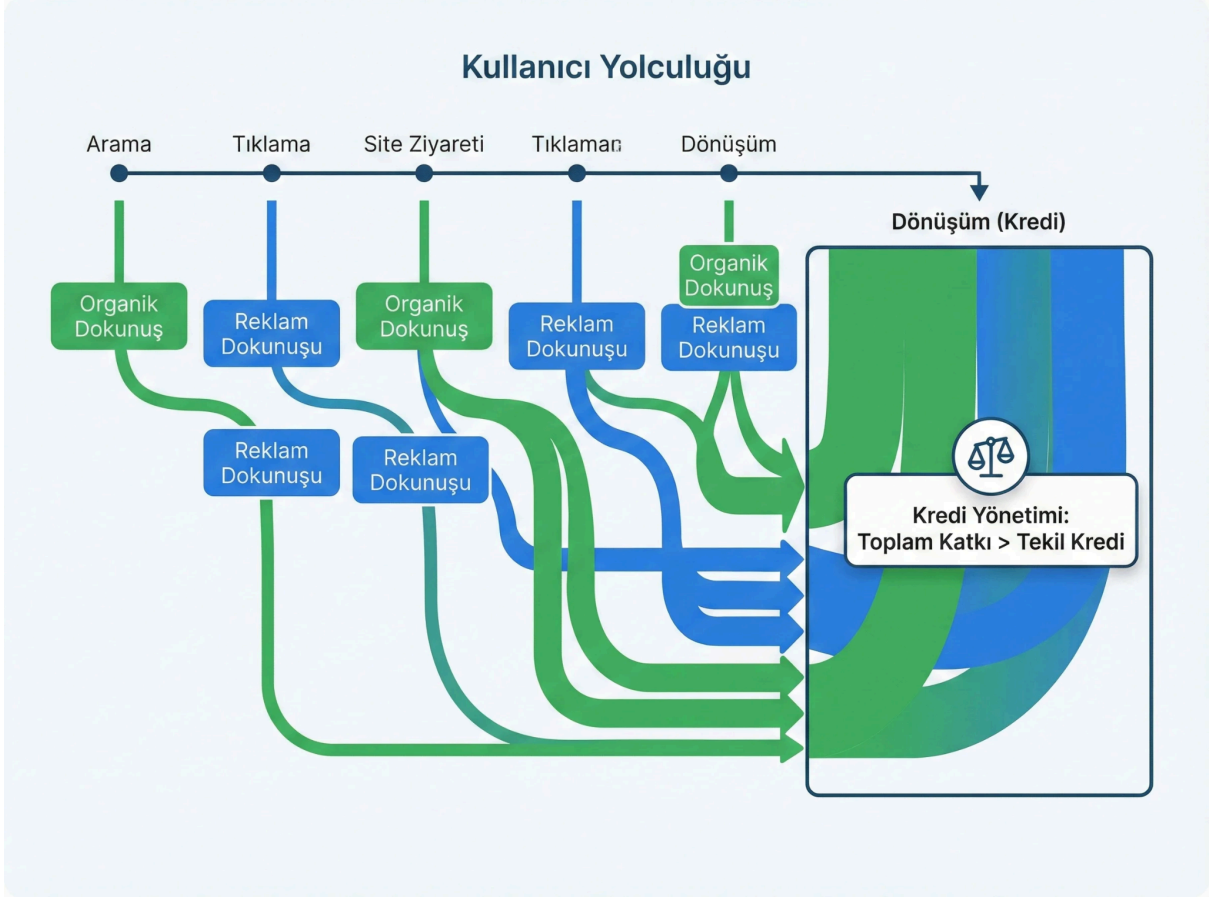 Kullanıcı Yolculuğu
Arama
Tıklama
Site Ziyareti
Tıklaman
Dönüşüm
Dönüşüm (Kredi)
Organik
Dokunuş
Reklam
Dokunuşu
Organik
Dokunuş
Reklam
Dokunuşu
Organik
Dokunuş
Reklam
Dokunuşu
Reklam
Dokunuşu
Reklam
Dokunuşu
Kredi Yönetimi:
Toplam Katkı > Tekil Kredi